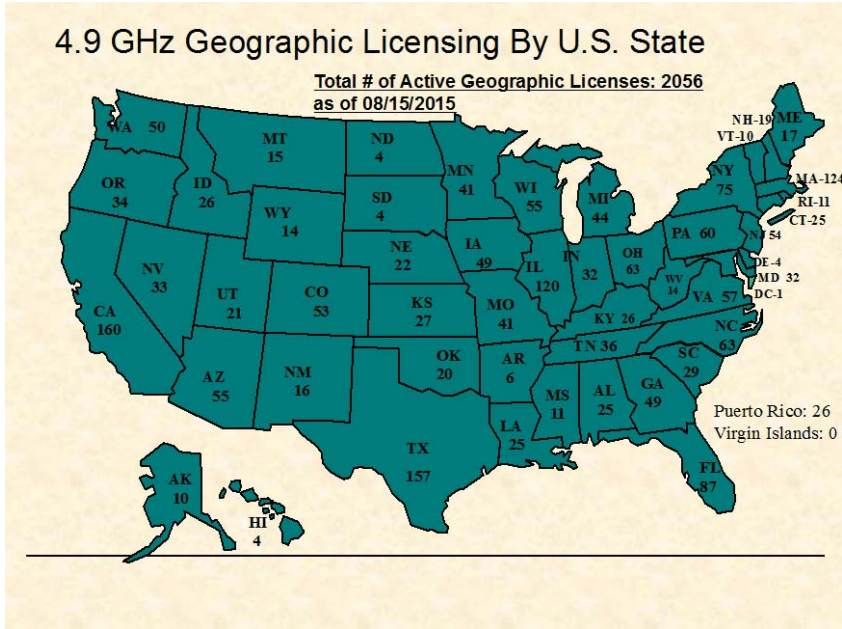 4.9 GHz Geographic Licensing By U.S. State
Total # of Active Geographic Licenses: 2056
as of 08/15/2015
WA 50
MT
15
ND
4
MN
41
OR
34
ID
26
WY
14
SD
4
WI
55
MI
44
NY
75
VT-10
NH-19
ME
17
MA-124
RI-11
CT-25
NV
33
UT
21
CO
53
NE
22
IA
49
IL
120
IN
32
OH
63
PA 60
NJ 54
DE-4
MD 32
DC-1
WV
14
VA 57
CA
160
KS
27
MO
41
KY 26
NC
63
TN 36
SC
29
AZ
55
NM
16
OK
20
AR
6
MS
11
AL
25
GA
49
Puerto Rico: 26
Virgin Islands: 0
TX
157
LA
25
FL
87
AK
10
HI
4